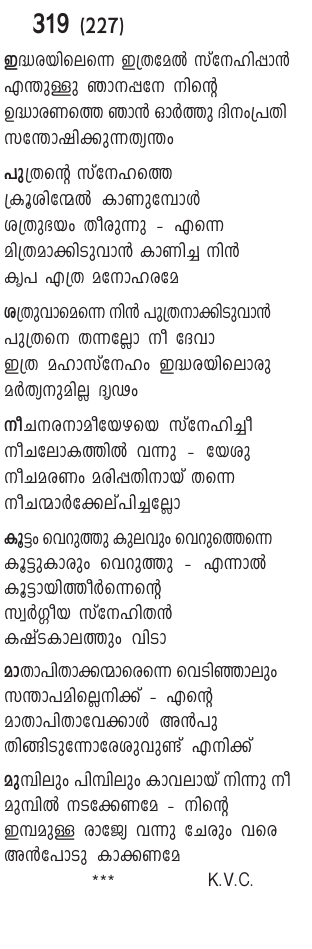 319 (227)
ഇദ്ധരയിലെന്നെ ഇത്രമേൽ സ്നേഹിപ്പാൻ
എന്തുള്ളു ഞാനപ്പനേ നിന്റെ
ഉദ്ധാരണത്തെ ഞാൻ ഓർത്തു ദിനംപ്രതി
സന്തോഷിക്കുന്നത്യന്തം
പുത്രന്റെ സ്നേഹത്തെ
ക്രൂശിന്മേൽ കാണുമ്പോൾ
ശത്രുഭയം തീരുന്നു - എന്നെ
മിത്രമാക്കിടുവാൻ കാണിച്ച നിൻ
കൃപ എത്ര മനോഹരമേ
ശത്രുവാമെന്നെ നിൻ പുത്രനാക്കിടുവാൻ
പുത്രനെ തന്നല്ലോ നീ ദേവാ
ഇത്ര മഹാസ്നേഹം ഇദ്ധരയിലൊരു
മർത്യനുമില്ല ദൃഢം
നീചനരനാമീയേഴയെ സ്നേഹിച്ചീ
നീചലോകത്തിൽ വന്നു - യേശു
നീചമരണം മരിപ്പതിനായ് തന്നെ
നീചന്മാർക്കേല്പിച്ചല്ലോ
കൂട്ടം വെറുത്തു കുലവും വെറുത്തെന്നെ
കൂട്ടുകാരും വെറുത്തു - എന്നാൽ
കൂട്ടായിത്തീർന്നെന്റെ
സ്വർഗ്ഗീയ സ്നേഹിതൻ
കഷ്ടകാലത്തും വിടാ
മാതാപിതാക്കന്മാരെന്നെ വെടിഞ്ഞാലും
സന്താപമില്ലെനിക്ക് - എന്റെ
മാതാപിതാവേക്കാൾ അൻപു
തിങ്ങിടുന്നോരേശുവുണ്ട് എനിക്ക്
മുമ്പിലും പിമ്പിലും കാവലായ് നിന്നു നീ
മുമ്പിൽ നടക്കേണമേ - നിന്റെ
ഇമ്പമുള്ള രാജ്യേ വന്നു ചേരും വരെ
അൻപോടു കാക്കണമേ
*** K.V.C.